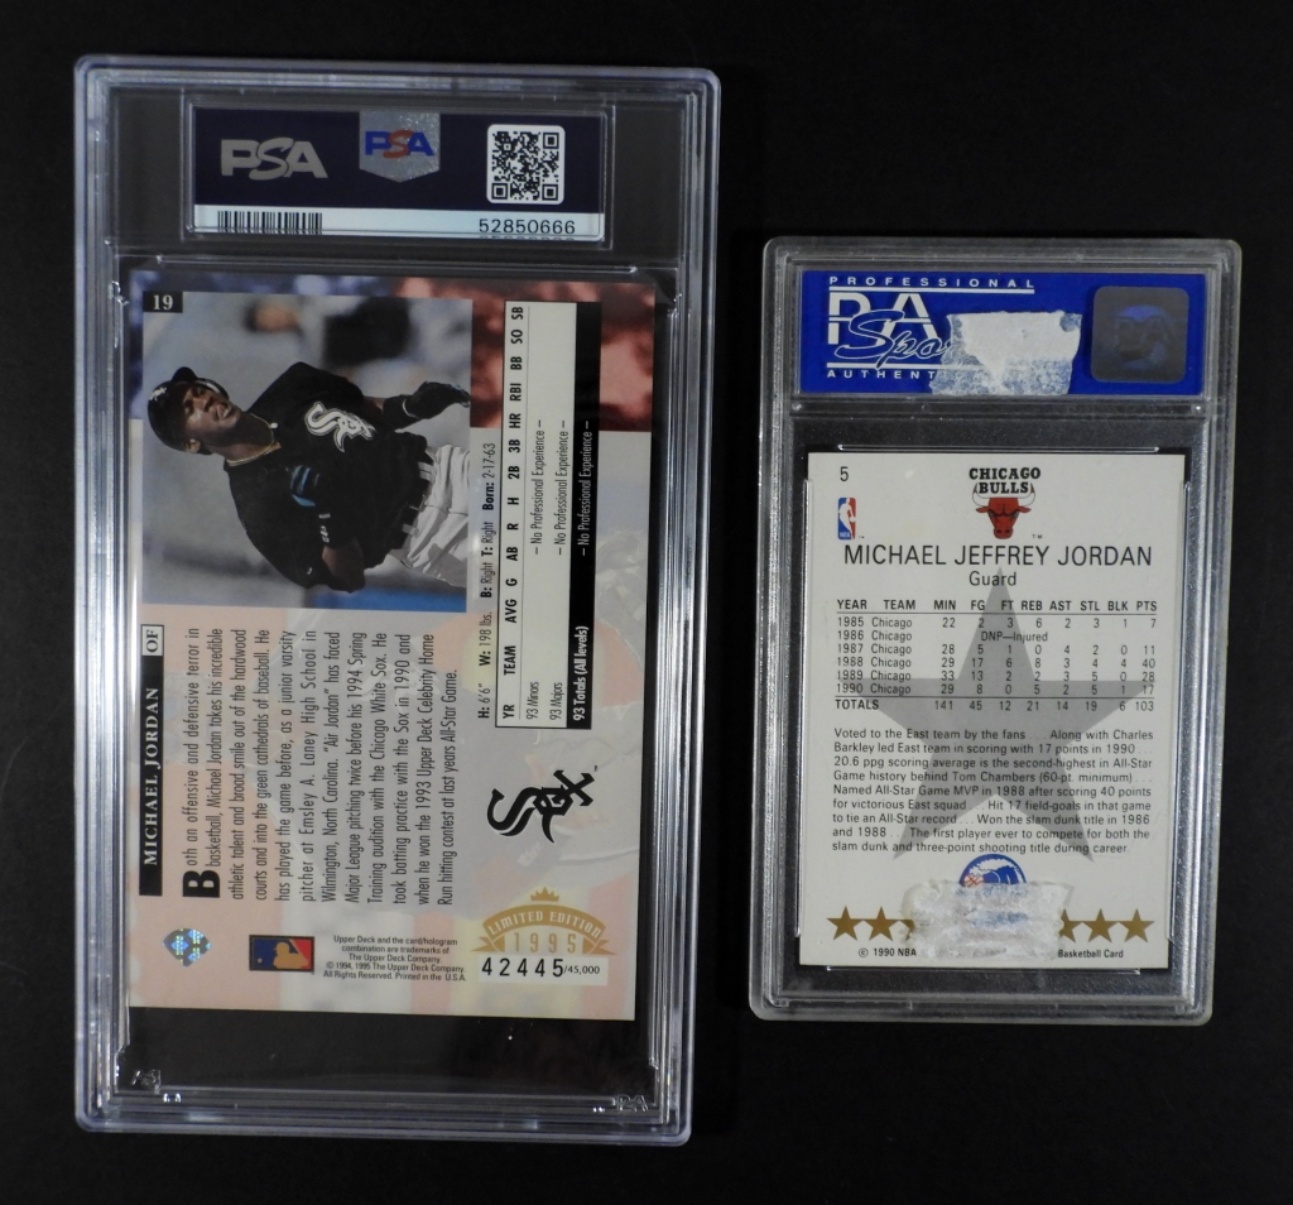 PSA
PSA
52850666
19
MICHAEL JORDAN OF
Both an offensive and defensive terror in
basketball, Michael Jordan takes his incredible
athletic talent and broad smile out of the hardwood
courts and into the green cathedrals of baseball. He
has played the game before, as a junior varsity
pitcher at Emsley A. Laney High School in
Wilmington, North Carolina. "Air Jordan" has faced
Major League pitching twice before his 1994 Spring
Training audition with the Chicago White Sox. He
took batting practice with the Sox in 1990 and
when he won the 1993 Upper Deck Celebrity Home
Run hitting contest at last years All-Star Game.
H: 6'6" W: 198 lbs. B: Right T: Right Born: 2-17-63
YR TEAM AVG G AB R H 2B 3B HR RBI BB SO SB
93 Minors – No Professional Experience –
93 Majors – No Professional Experience –
93 Totals (All levels) – No Professional Experience –
Sox
Upper Deck and the card/hologram
combination are trademarks of
The Upper Deck Company.
© 1994, 1995 The Upper Deck Company.
All Rights Reserved. Printed in the U.S.A.
LIMITED EDITION
1995
42445/45,000
PROFESSIONAL
AUTHENT
5
CHICAGO
BULLS
TM
NBA
MICHAEL JEFFREY JORDAN
Guard
YEAR TEAM MIN FG FT REB AST STL BLK PTS
1985 Chicago 22 2 3 6 2 3 1 7
1986 Chicago DNP—Injured
1987 Chicago 28 5 1 0 4 2 0 11
1988 Chicago 29 17 6 8 3 4 4 40
1989 Chicago 33 13 2 2 3 5 0 28
1990 Chicago 29 8 0 5 2 5 1 17
TOTALS 141 45 12 21 14 19 6 103
Voted to the East team by the fans . . . Along with Charles
Barkley led East team in scoring with 17 points in 1990 . . .
20.6 ppg scoring average is the second-highest in All-Star
Game history behind Tom Chambers (60-pt. minimum) . . .
Named All-Star Game MVP in 1988 after scoring 40 points
for victorious East squad . . . Hit 17 field-goals in that game
to tie an All-Star record . . . Won the slam dunk title in 1986
and 1988 . . . The first player ever to compete for both the
slam dunk and three-point shooting title during career.
© 1990 NBA Basketball Card